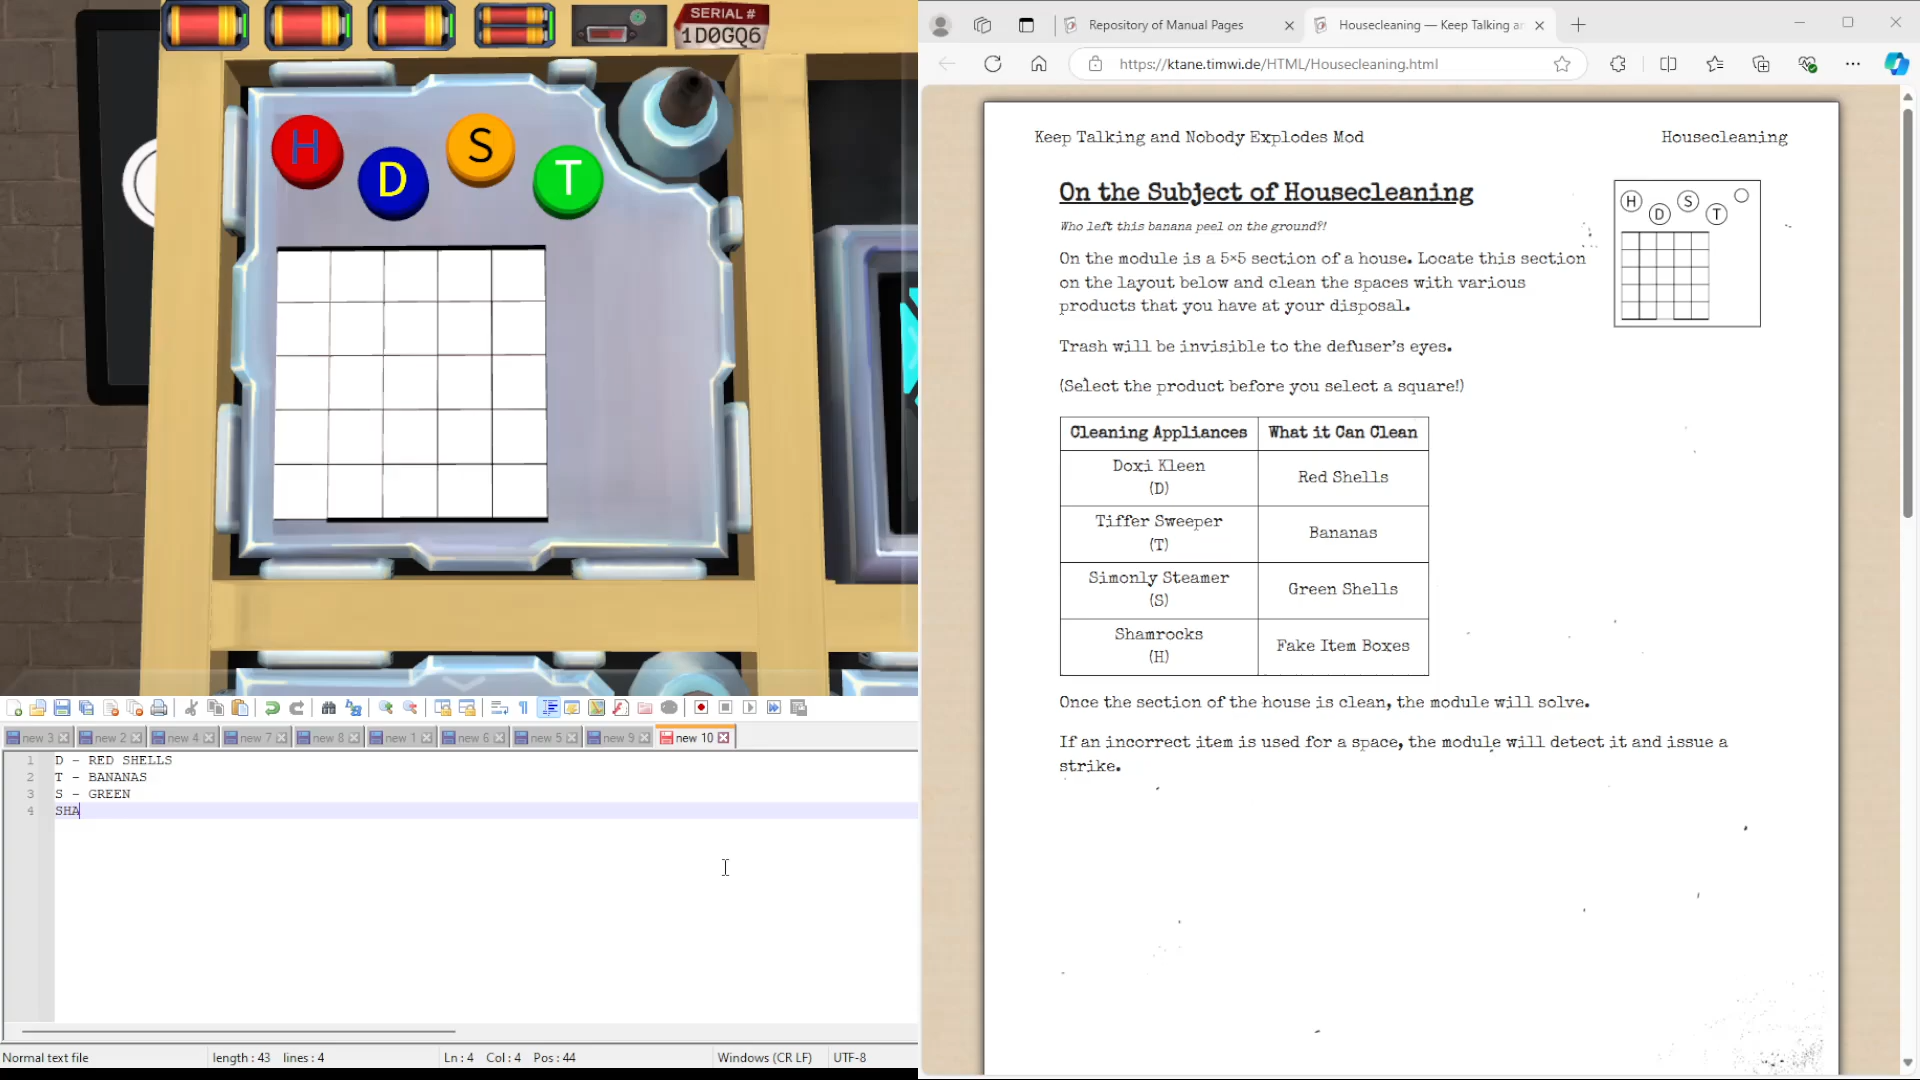 SERIAL #
1D0GQ6
H
D
S
T
new 3
new 2
new 4
new 7
new 8
new 1
new 6
new 5
new 9
new 10
1 D - RED SHELLS
2 T - BANANAS
3 S - GREEN
4 SHA
Normal text file
length : 43 lines : 4
Ln : 4 Col : 4 Pos : 44
Windows (CR LF)
UTF-8
Repository of Manual Pages
Housecleaning — Keep Talking an
https://ktane.timwi.de/HTML/Housecleaning.html
Keep Talking and Nobody Explodes Mod
Housecleaning
On the Subject of Housecleaning
Who left this banana peel on the ground?!
On the module is a 5×5 section of a house. Locate this section
on the layout below and clean the spaces with various
products that you have at your disposal.
H
D
S
T
Trash will be invisible to the defuser's eyes.
(Select the product before you select a square!)
Cleaning Appliances What it Can Clean
Doxi Kleen
(D)
Red Shells
Tiffer Sweeper
(T)
Bananas
Simonly Steamer
(S)
Green Shells
Shamrocks
(H)
Fake Item Boxes
Once the section of the house is clean, the module will solve.
If an incorrect item is used for a space, the module will detect it and issue a
strike.